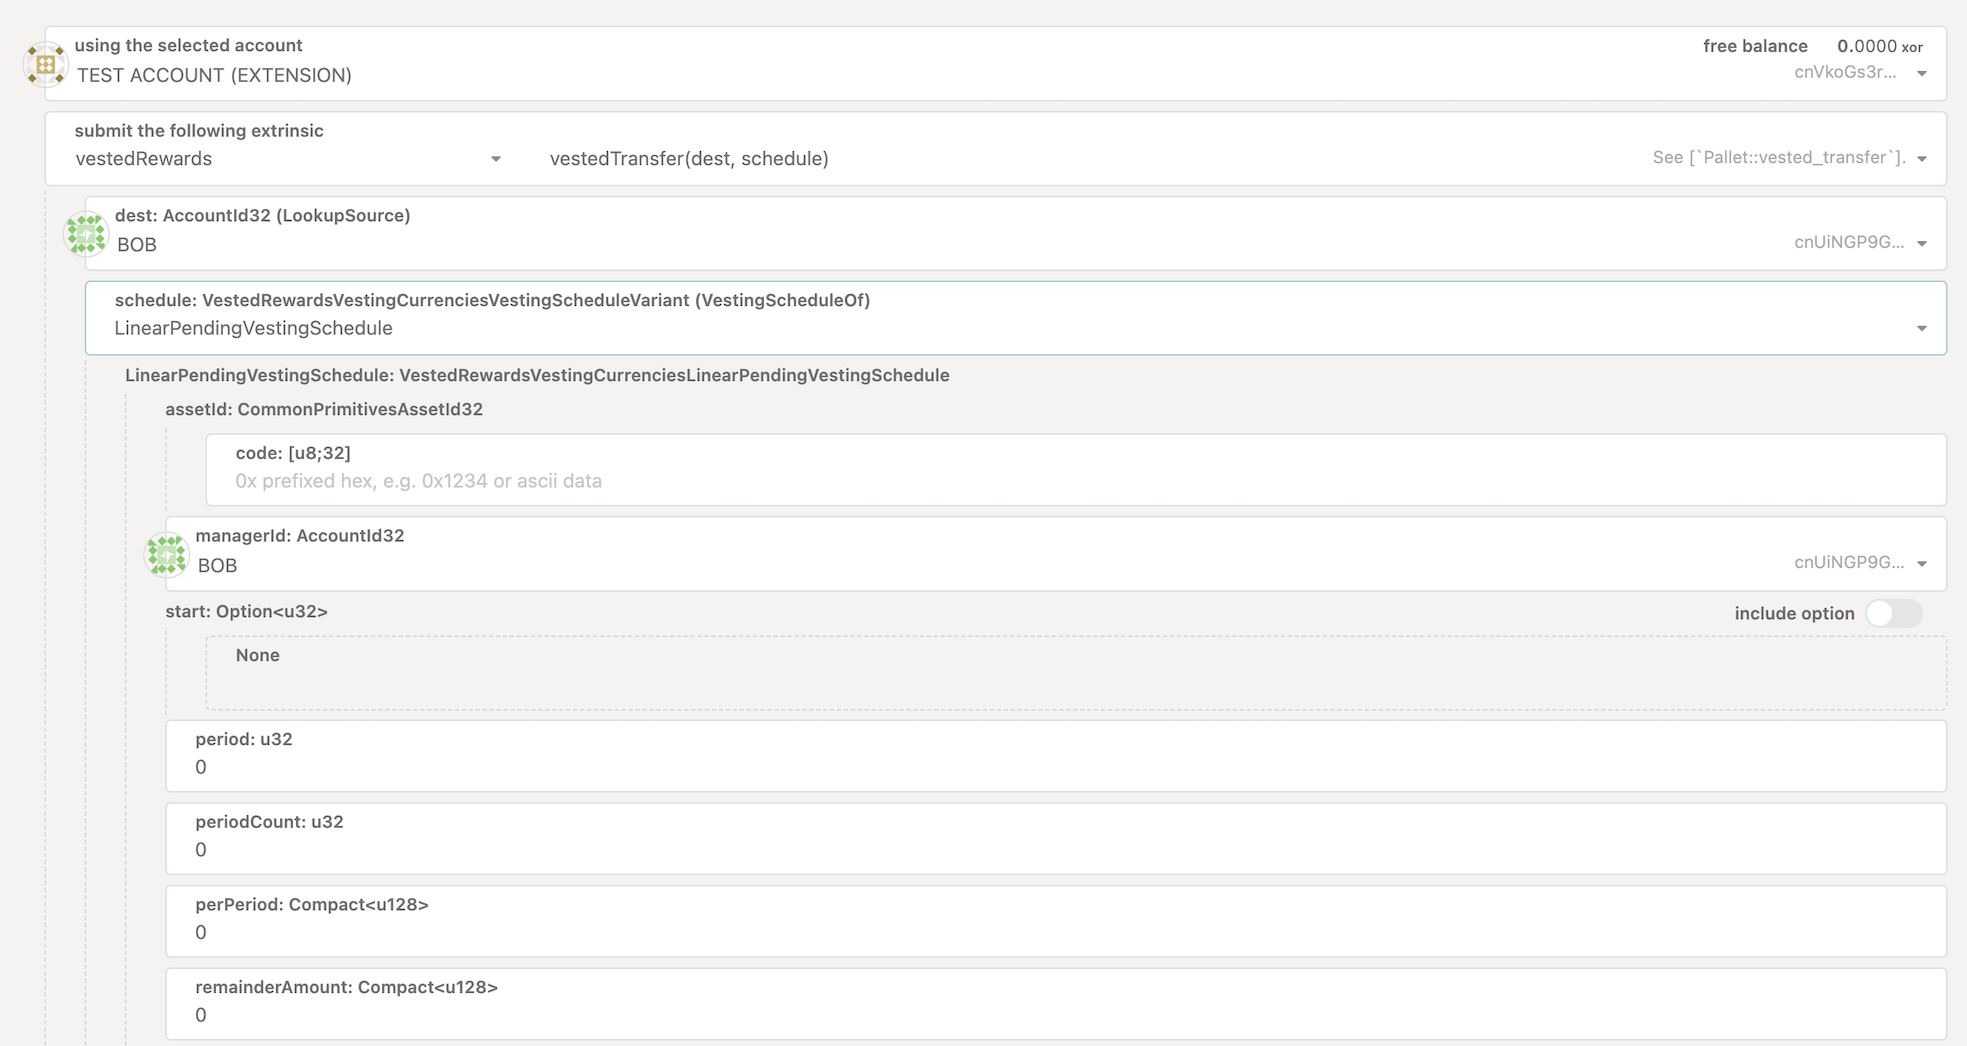 using the selected account
free balance 0.0000 xor
TEST ACCOUNT (EXTENSION)
cnVkoGs3r...
submit the following extrinsic
vestedRewards
vestedTransfer(dest, schedule)
See [`Pallet::vested_transfer`].
dest: AccountId32 (LookupSource)
BOB
cnUiNGP9G...
schedule: VestedRewardsVestingCurrenciesVestingScheduleVariant (VestingScheduleOf)
LinearPendingVestingSchedule
LinearPendingVestingSchedule: VestedRewardsVestingCurrenciesLinearPendingVestingSchedule
assetId: CommonPrimitivesAssetId32
code: [u8;32]
0x prefixed hex, e.g. 0x1234 or ascii data
managerId: AccountId32
BOB
cnUiNGP9G...
start: Option<u32>
include option
None
period: u32
0
periodCount: u32
0
perPeriod: Compact<u128>
0
remainderAmount: Compact<u128>
0